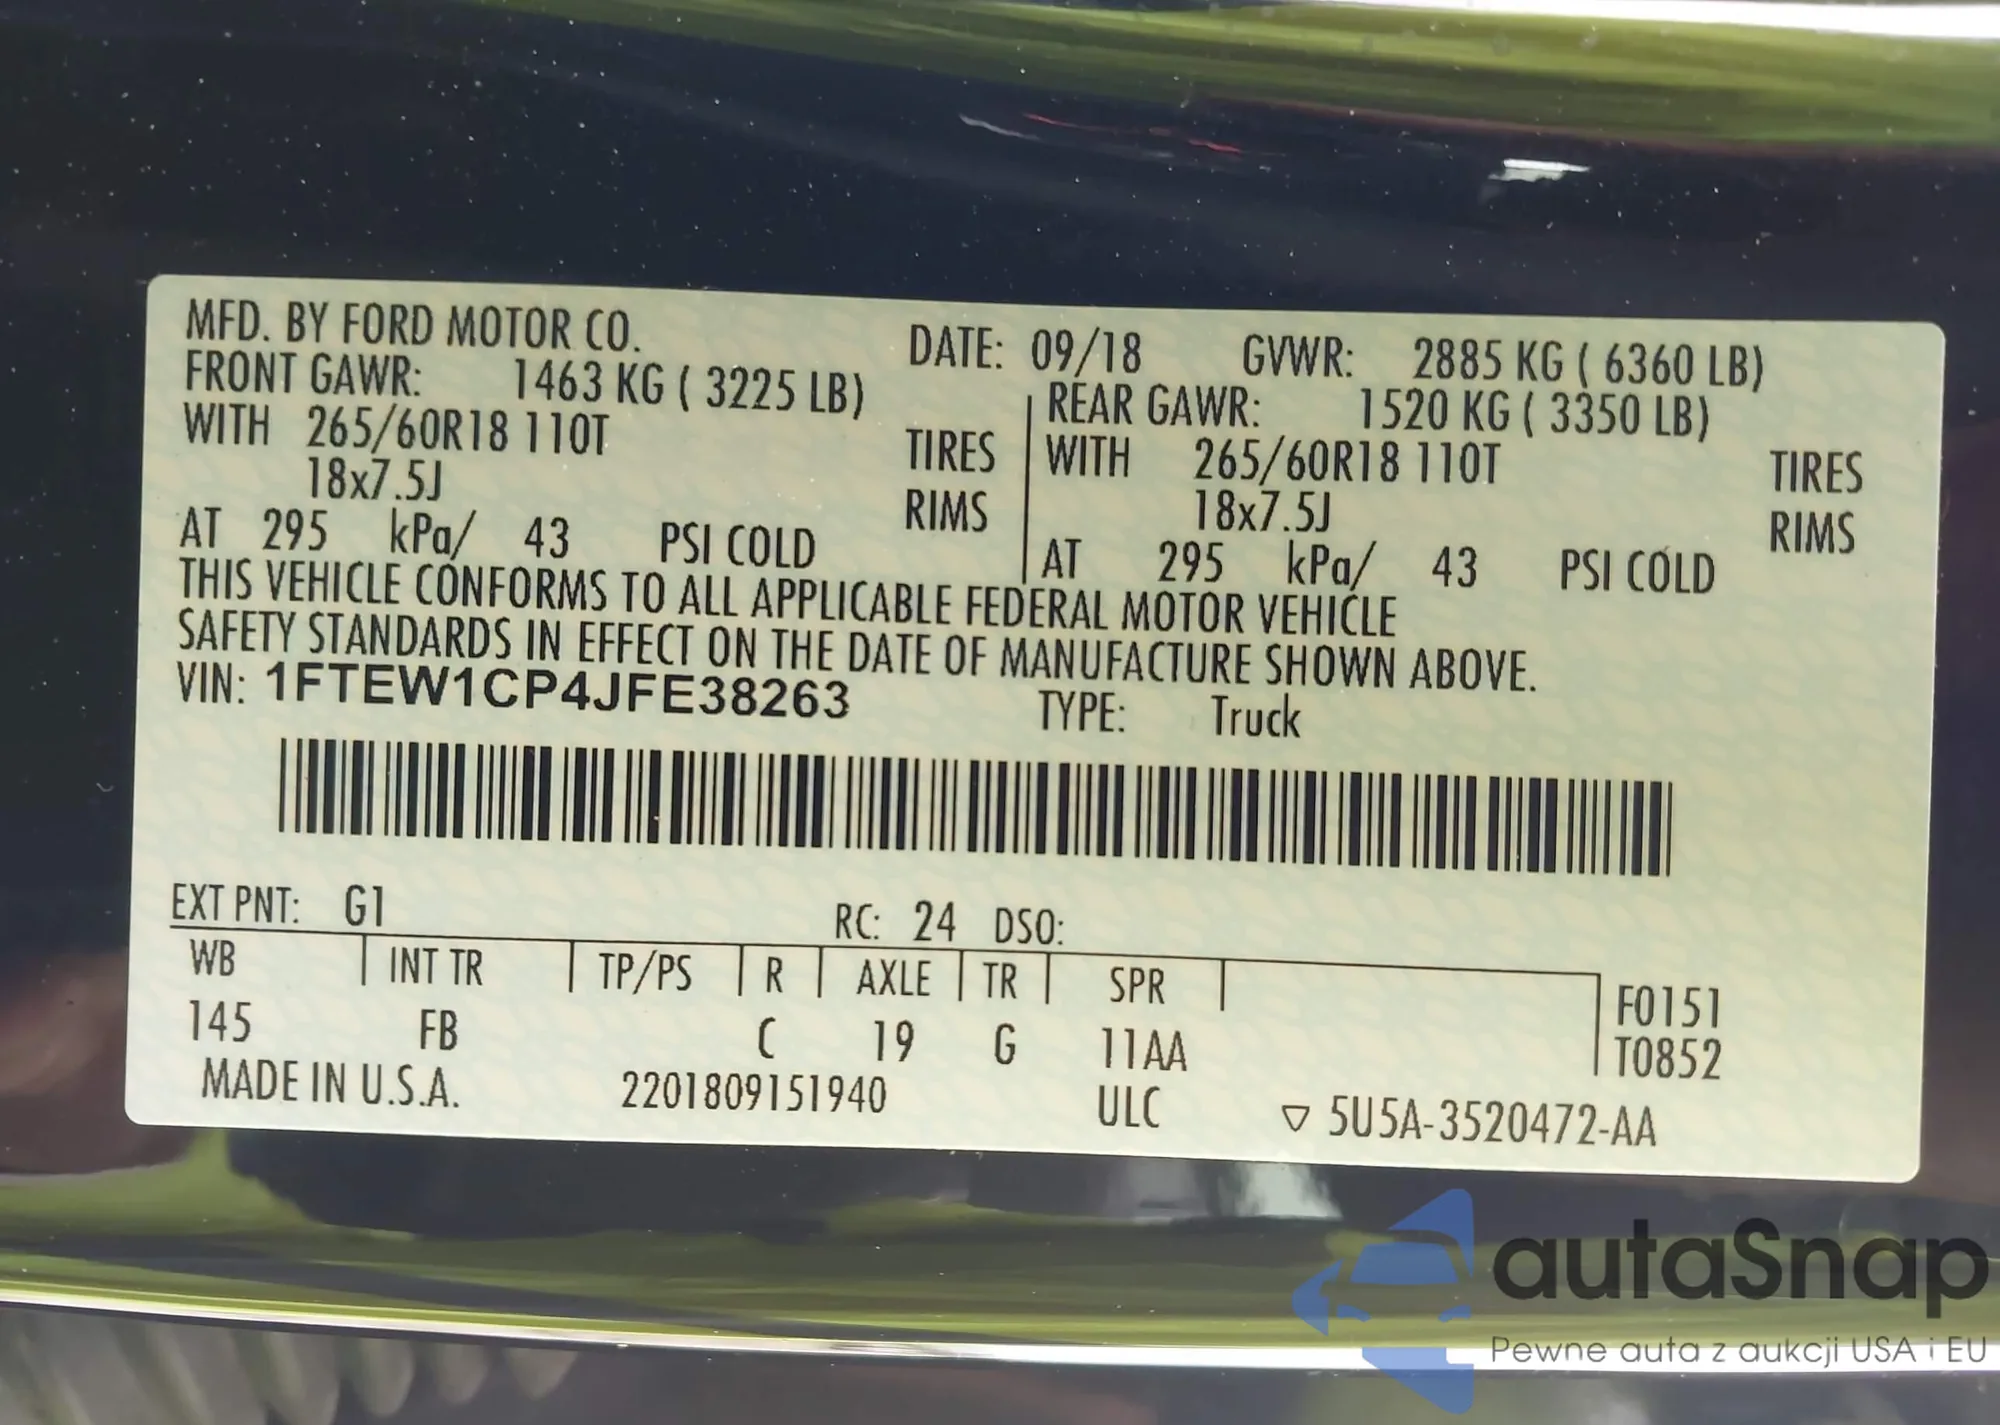 MFD. BY FORD MOTOR CO. DATE: 09/18 GVWR: 2885 KG ( 6360 LB)
FRONT GAWR: 1463 KG ( 3225 LB) REAR GAWR: 1520 KG ( 3350 LB)
WITH 265/60R18 110T TIRES WITH 265/60R18 110T TIRES
18x7.5J RIMS 18x7.5J RIMS
AT 295 kPa/ 43 PSI COLD AT 295 kPa/ 43 PSI COLD
THIS VEHICLE CONFORMS TO ALL APPLICABLE FEDERAL MOTOR VEHICLE
SAFETY STANDARDS IN EFFECT ON THE DATE OF MANUFACTURE SHOWN ABOVE.
VIN: 1FTEW1CP4JFE38263 TYPE: Truck
EXT PNT: G1 RC: 24 DSO:
WB INT TR TP/PS R AXLE TR SPR F0151
145 FB C 19 G 11AA T0852
MADE IN U.S.A. 2201809151940 ULC ▽ 5U5A-3520472-AA
autaSnap
Pewne auta z aukcji USA i EU